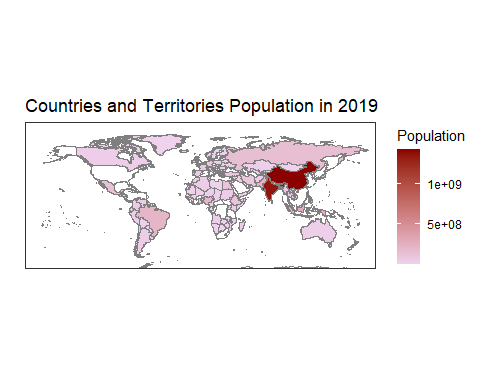 Countries and Territories Population in 2019
Population
1e+09
5e+08